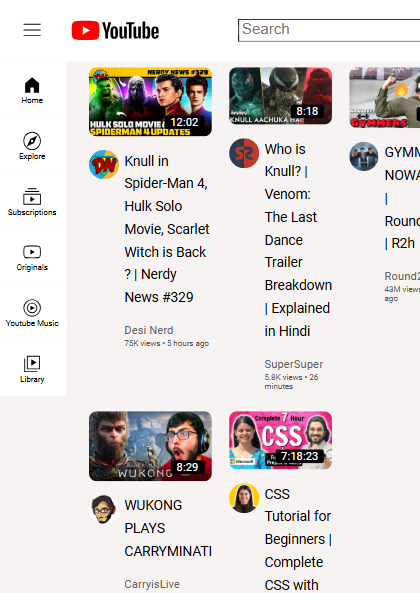 YouTube
Search
Home
Explore
Subscriptions
Originals
Youtube Music
Library
NERDY NEWS #329
HULK SOLO MOVIE &
SPIDERMAN 4 UPDATES
12:02
Knull in
Spider-Man 4,
Hulk Solo
Movie, Scarlet
Witch is Back
? | Nerdy
News #329
Desi Nerd
75K views • 5 hours ago
KNULL AACHUKA HAI
8:18
Who is
Knull? |
Venom:
The Last
Dance
Trailer
Breakdown
| Explained
in Hindi
SuperSuper
5.8K views • 26
minutes
GYMMERS
GYMM
NOWA
|
Round
| R2h
Round2
43M views
ago
WUKONG
8:29
WUKONG
PLAYS
CARRYMINATI
CarryisLive
Complete 7 Hour
CSS
Microsoft
7:18:23
CSS
Tutorial for
Beginners |
Complete
CSS with